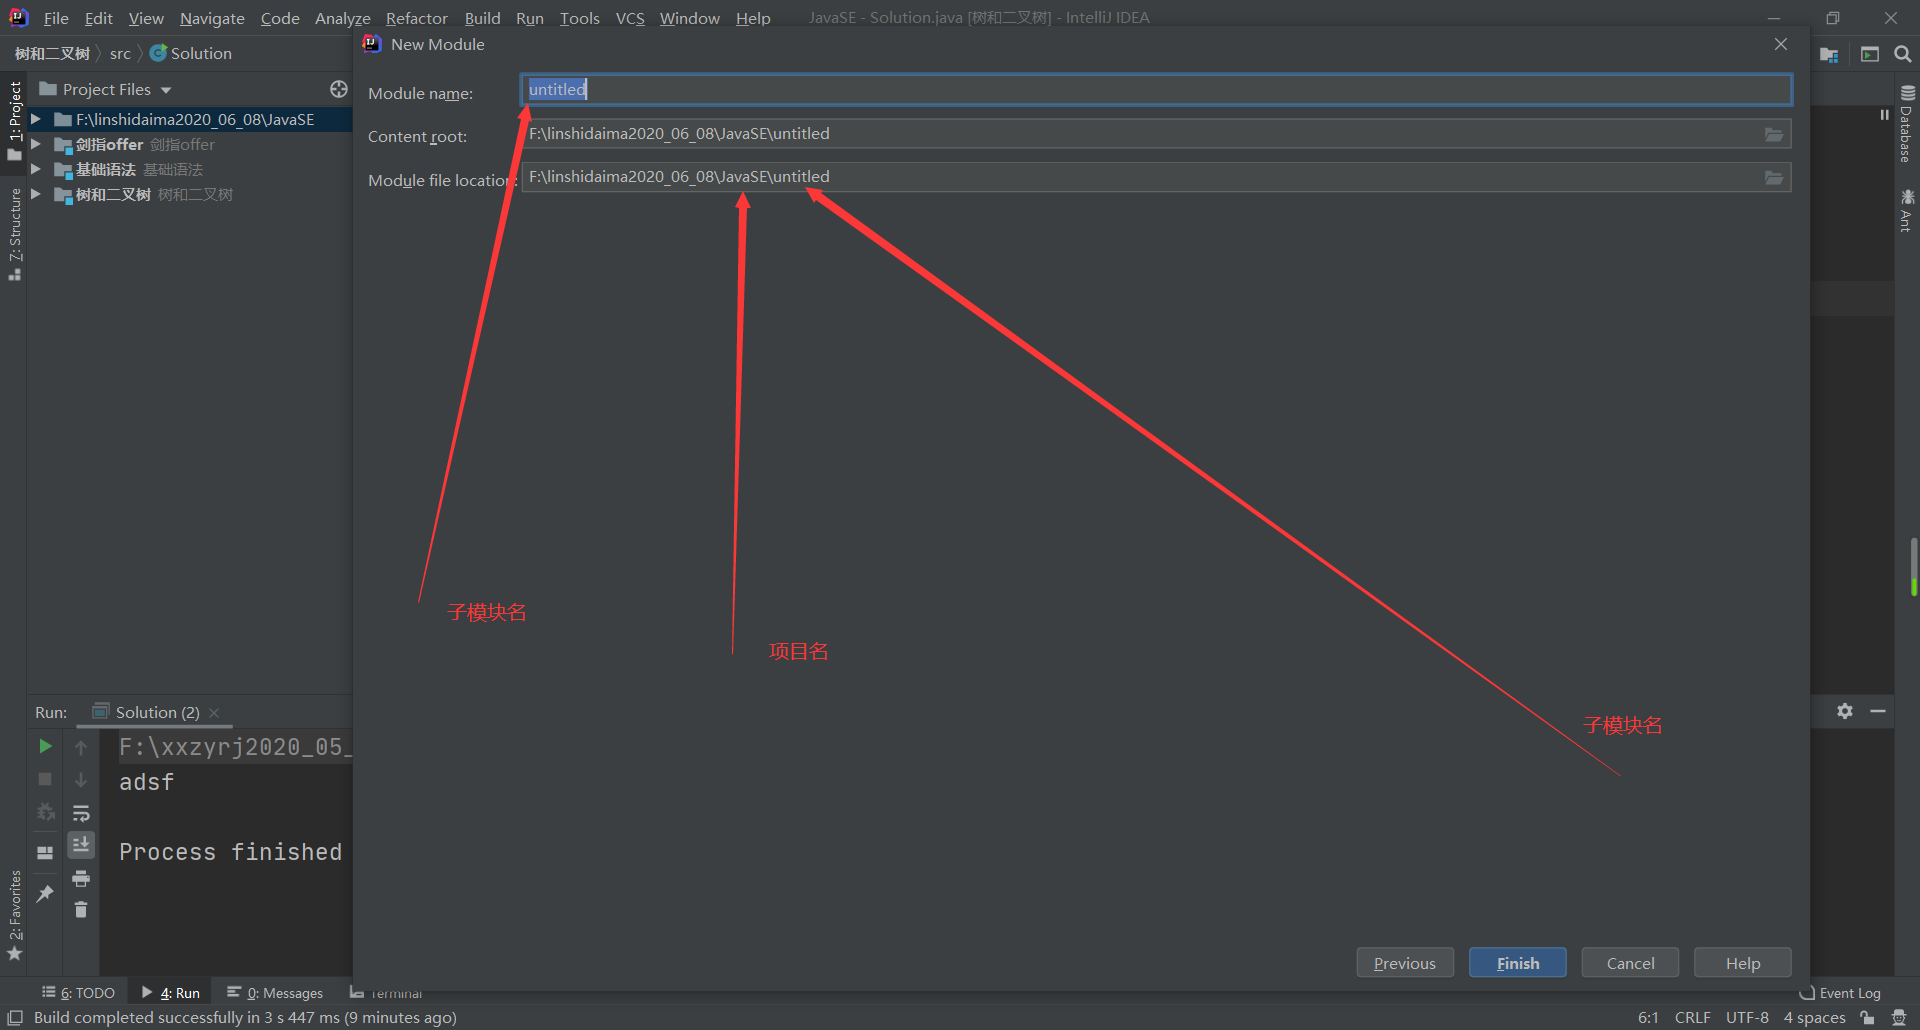 File Edit View Navigate Code Analyze Refactor Build Run Tools VCS Window Help JavaSE - Solution.java [树和二叉树] - IntelliJ IDEA
树和二叉树 src Solution
New Module
Project Files
1: Project
F:\linshidaima2020_06_08\JavaSE
剑指offer 剑指offer
基础语法 基础语法
树和二叉树 树和二叉树
7: Structure
Module name: untitled
Content root: F:\linshidaima2020_06_08\JavaSE\untitled
Module file location: F:\linshidaima2020_06_08\JavaSE\untitled
Database
Ant
子模块名
项目名
子模块名
Run: Solution (2)
F:\xxzyrj2020_05_
adsf
Process finished
2: Favorites
Previous Finish Cancel Help
6: TODO 4: Run 0: Messages Terminal Event Log
Build completed successfully in 3 s 447 ms (9 minutes ago) 6:1 CRLF UTF-8 4 spaces